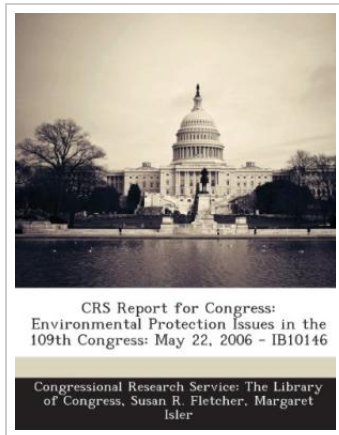 CRS Report for Congress:
Environmental Protection Issues in the
109th Congress: May 22, 2006 - IB10146
Congressional Research Service: The Library
of Congress, Susan R. Fletcher, Margaret
Isler